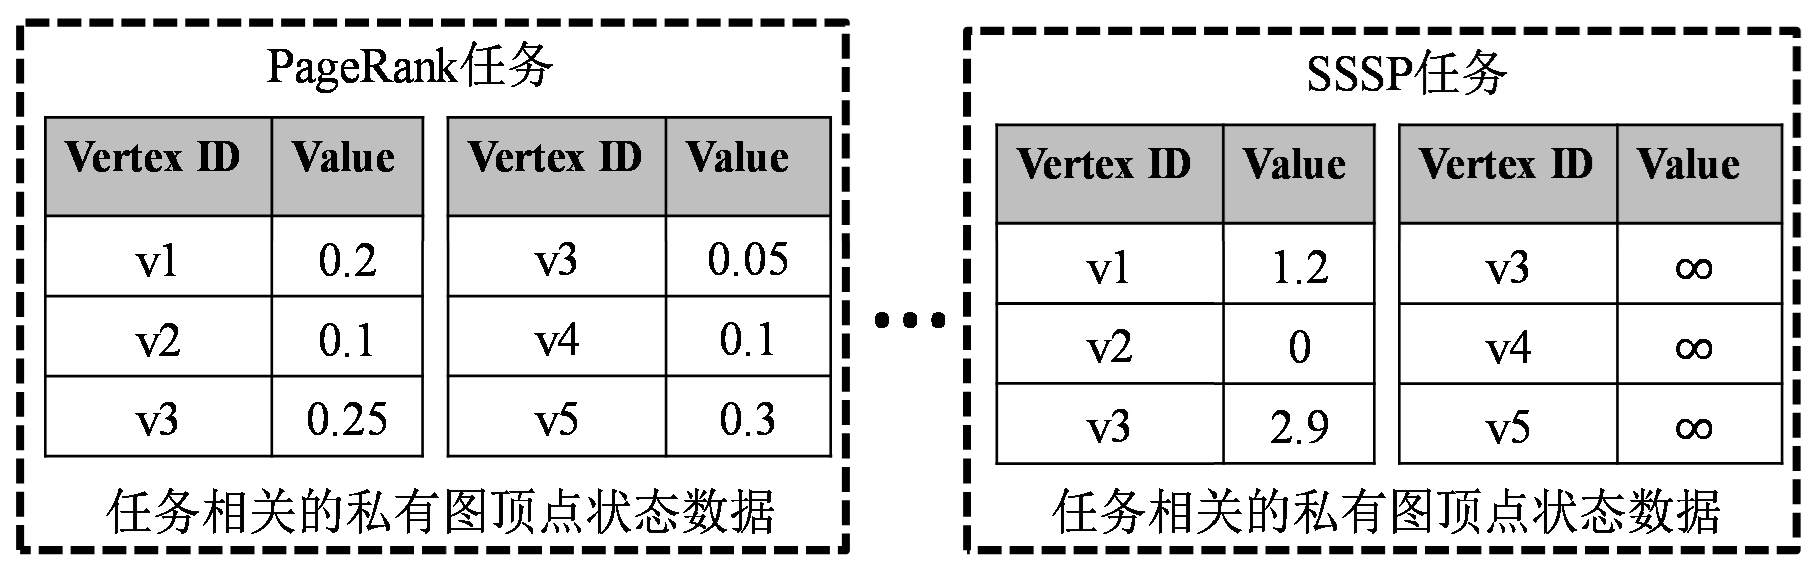 PageRank任务
Vertex ID Value Vertex ID Value
v1 0.2 v3 0.05
v2 0.1 v4 0.1
v3 0.25 v5 0.3
任务相关的私有图顶点状态数据
•••
SSSP任务
Vertex ID Value Vertex ID Value
v1 1.2 v3 ∞
v2 0 v4 ∞
v3 2.9 v5 ∞
任务相关的私有图顶点状态数据